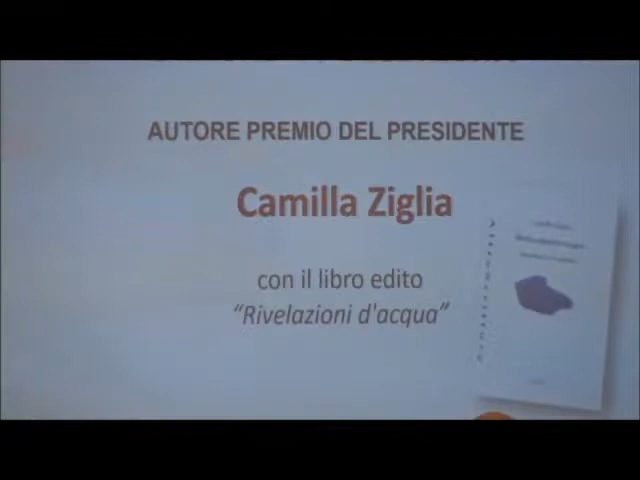 AUTORE PREMIO DEL PRESIDENTE
Camilla Ziglia
con il libro edito
“Rivelazioni d'acqua”